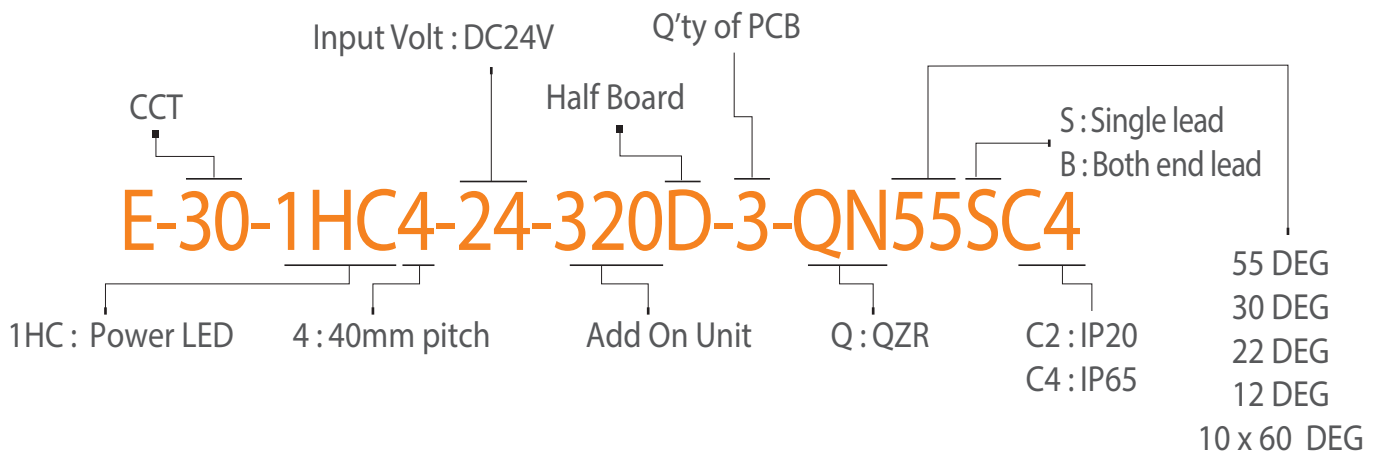 Input Volt : DC24V
Q'ty of PCB
CCT
Half Board
S : Single lead
B : Both end lead
E-30-1HC4-24-320D-3-QN55SC4
1HC : Power LED
4 : 40mm pitch
Add On Unit
Q : QZR
C2 : IP20
C4 : IP65
55 DEG
30 DEG
22 DEG
12 DEG
10 x 60 DEG